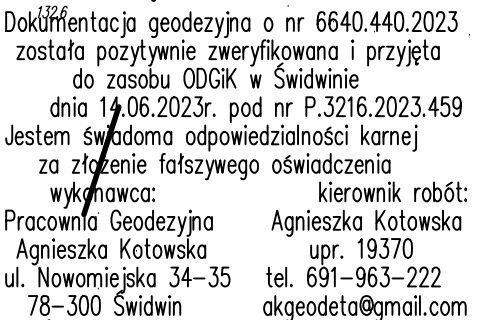 132.6
Dokumentacja geodezyjna o nr 6640.440.2023
została pozytywnie zweryfikowana i przyjęta
do zasobu ODGiK w Świdwinie
dnia 14.06.2023r. pod nr P.3216.2023.459
Jestem świadoma odpowiedzialności karnej
za złożenie fałszywego oświadczenia
wykonawca: kierownik robót:
Pracownia Geodezyjna Agnieszka Kotowska
Agnieszka Kotowska upr. 19370
ul. Nowomiejska 34-35 tel. 691-963-222
78-300 Świdwin akgeodeta@gmail.com